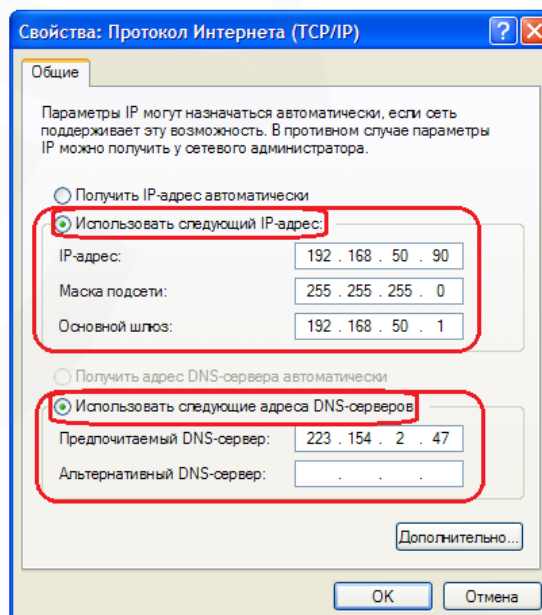 Свойства: Протокол Интернета (TCP/IP)
Общие
Параметры IP могут назначаться автоматически, если сеть
поддерживает эту возможность. В противном случае параметры
IP можно получить у сетевого администратора.
Получить IP-адрес автоматически
Использовать следующий IP-адрес:
IP-адрес: 192 . 168 . 50 . 90
Маска подсети: 255 . 255 . 255 . 0
Основной шлюз: 192 . 168 . 50 . 1
Получить адрес DNS-сервера автоматически
Использовать следующие адреса DNS-серверов
Предпочитаемый DNS-сервер: 223 . 154 . 2 . 47
Альтернативный DNS-сервер: . . .
Дополнительно...
OK Отмена